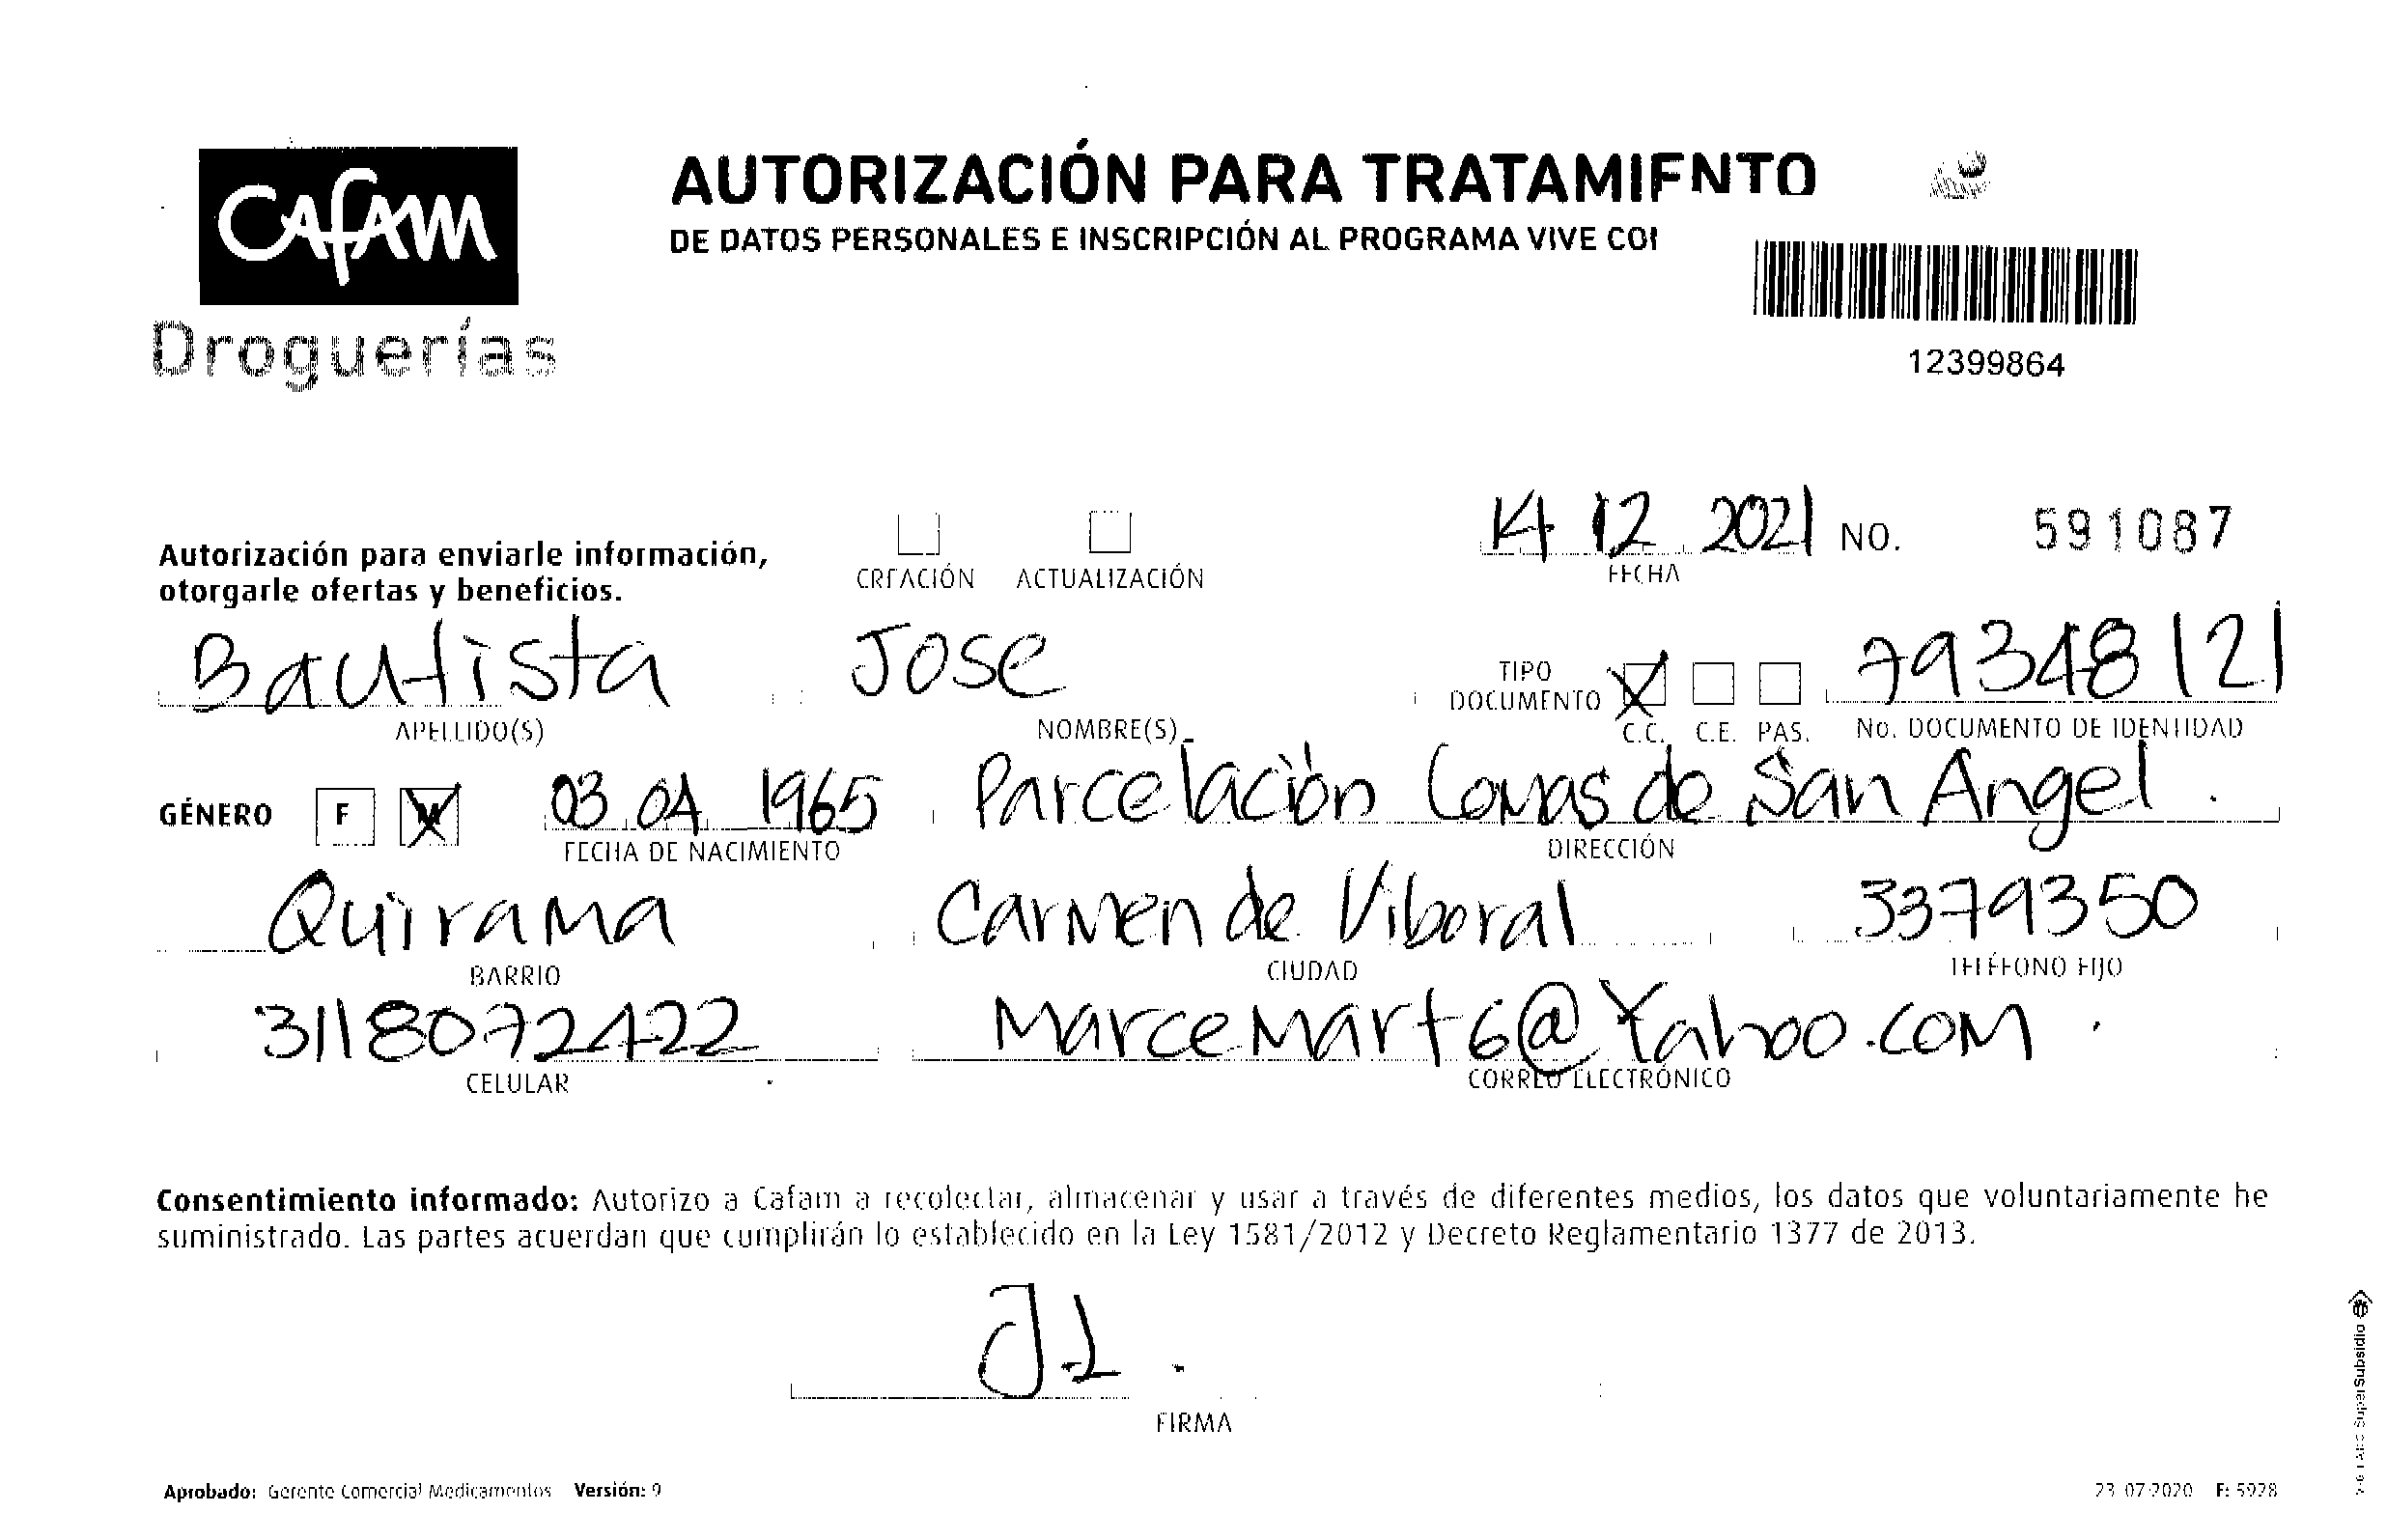 CAFAM
Droguerías
AUTORIZACIÓN PARA TRATAMIENTO
DE DATOS PERSONALES E INSCRIPCIÓN AL PROGRAMA VIVE CO
12399864
Autorización para enviarle información,
otorgarle ofertas y beneficios.
CREACIÓN ACTUALIZACIÓN
14 12 2021
FECHA
NO. 591087
Bautista Jose
APELLIDO(S) NOMBRE(S)
TIPO DOCUMENTO
C.C. C.E. PAS.
79348121
No. DOCUMENTO DE IDENTIDAD
GÉNERO F M
03 04 1965 Parcelación Lomas de San Angel
FECHA DE NACIMIENTO DIRECCIÓN
Quirama Carmen de Viboral 3379350
BARRIO CIUDAD TELÉFONO FIJO
3118072422 Marcemart6@Yahoo.com
CELULAR CORREO ELECTRÓNICO
Consentimiento informado: Autorizo a Cafam a recolectar, almacenar y usar a través de diferentes medios, los datos que voluntariamente he
suministrado. Las partes acuerdan que cumplirán lo establecido en la Ley 1581/2012 y Decreto Reglamentario 1377 de 2013.
FIRMA
Aprobado: Gerente Comercial Medicamentos Versión: 9
23-07-2020 F: 5928
SuperSubsidio